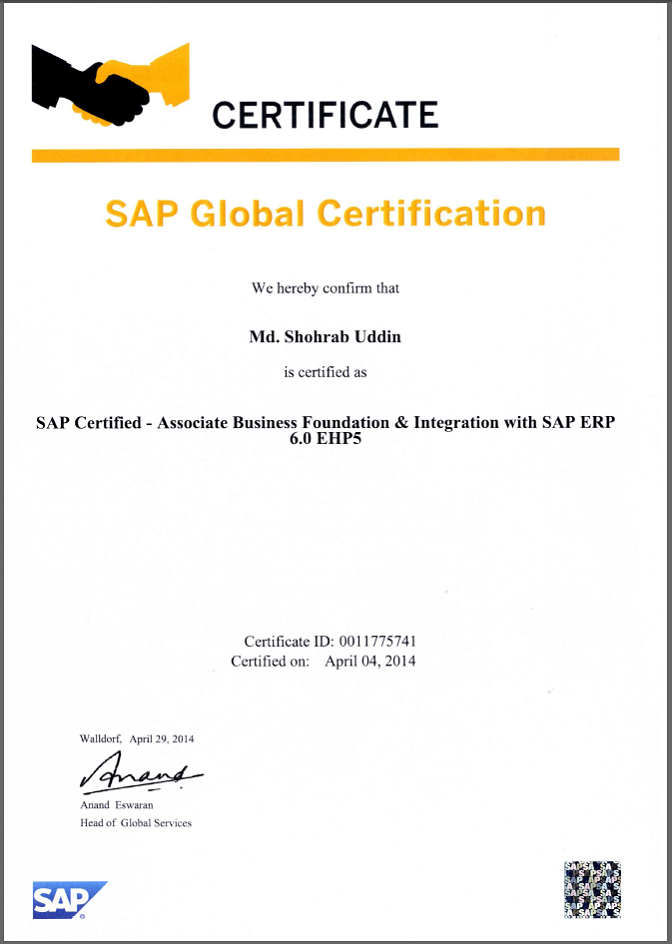 CERTIFICATE
SAP Global Certification
We hereby confirm that
Md. Shohrab Uddin
is certified as
SAP Certified - Associate Business Foundation & Integration with SAP ERP
6.0 EHP5
Certificate ID: 0011775741
Certified on: April 04, 2014
Walldorf, April 29, 2014
Anand
Anand Eswaran
Head of Global Services
SAP ®